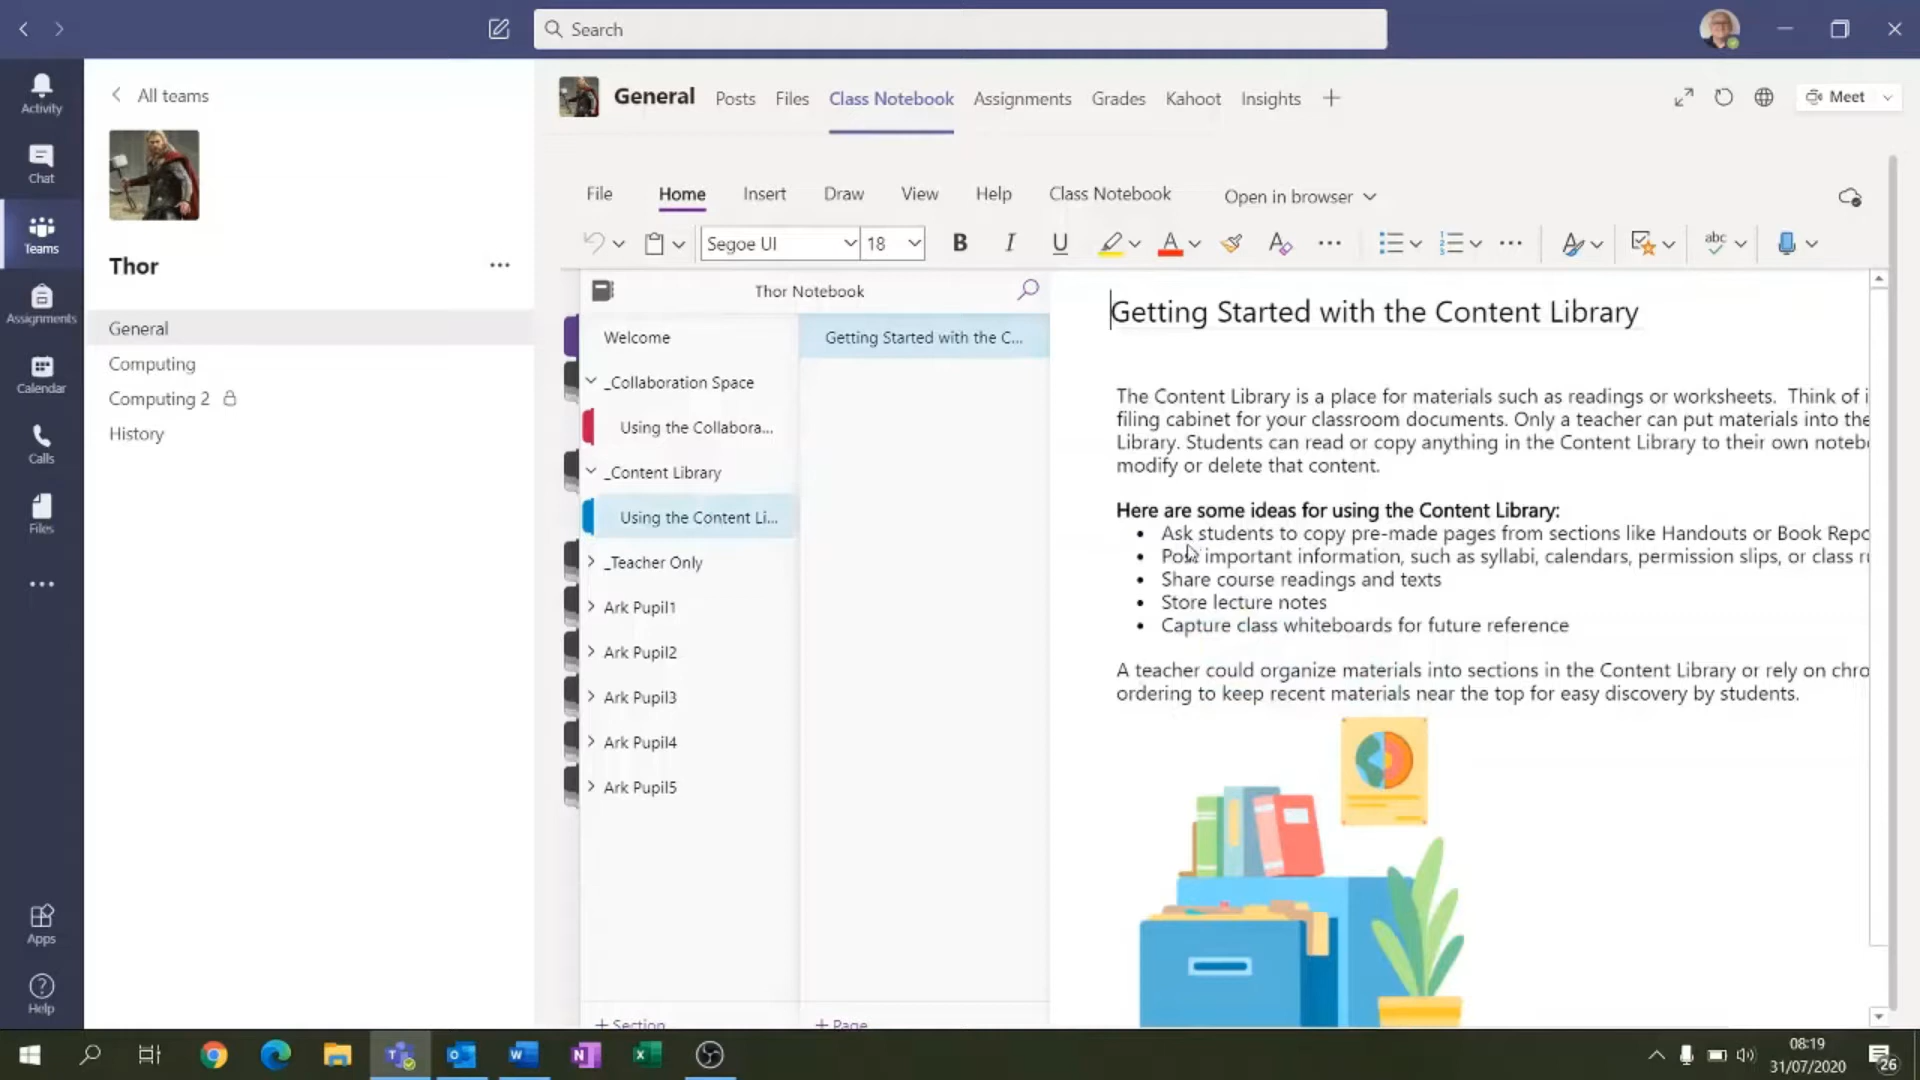 Search
Activity
Chat
Teams
Assignments
Calendar
Calls
Files
Apps
Help
All teams
Thor
General
Computing
Computing 2
History
General Posts Files Class Notebook Assignments Grades Kahoot Insights
Meet
File Home Insert Draw View Help Class Notebook Open in browser
Segoe UI 18 B I U A A abc
Thor Notebook
Welcome
_Collaboration Space
Using the Collabora...
_Content Library
Using the Content Li...
_Teacher Only
Ark Pupil1
Ark Pupil2
Ark Pupil3
Ark Pupil4
Ark Pupil5
+ Section
Getting Started with the C...
+ Page
Getting Started with the Content Library
The Content Library is a place for materials such as readings or worksheets. Think of i
filing cabinet for your classroom documents. Only a teacher can put materials into the
Library. Students can read or copy anything in the Content Library to their own noteb
modify or delete that content.
Here are some ideas for using the Content Library:
• Ask students to copy pre-made pages from sections like Handouts or Book Repo
• Post important information, such as syllabi, calendars, permission slips, or class ru
• Share course readings and texts
• Store lecture notes
• Capture class whiteboards for future reference
A teacher could organize materials into sections in the Content Library or rely on chro
ordering to keep recent materials near the top for easy discovery by students.
08:19
31/07/2020
26